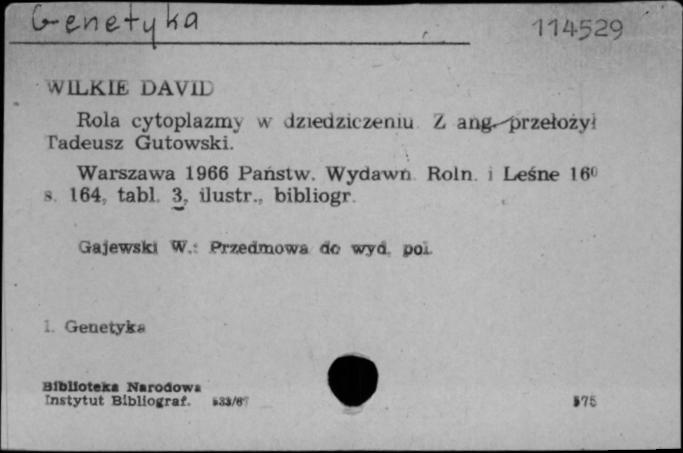 Genetyka
114529
WILKIE DAVID
Rola cytoplazmy w dziedziczeniu Z ang. przełożył
Tadeusz Gutowski.
Warszawa 1966 Państw. Wydawn. Roln. i Leśne 16⁰
s. 164, tabl. 3, ilustr., bibliogr.
Gajewski W.: Przedmowa do wyd. pol.
1. Genetyka
Biblioteka Narodowa
Instytut Bibliograf.